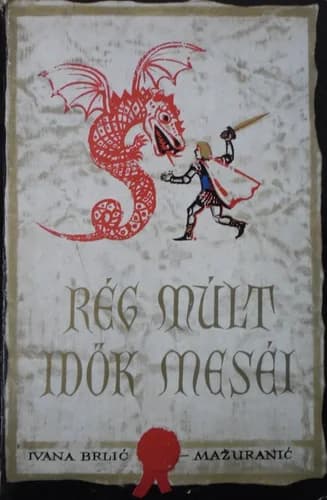 RÉG MÚLT
IDŐK MESÉI
IVANA BRLIĆ - MAŽURANIĆ